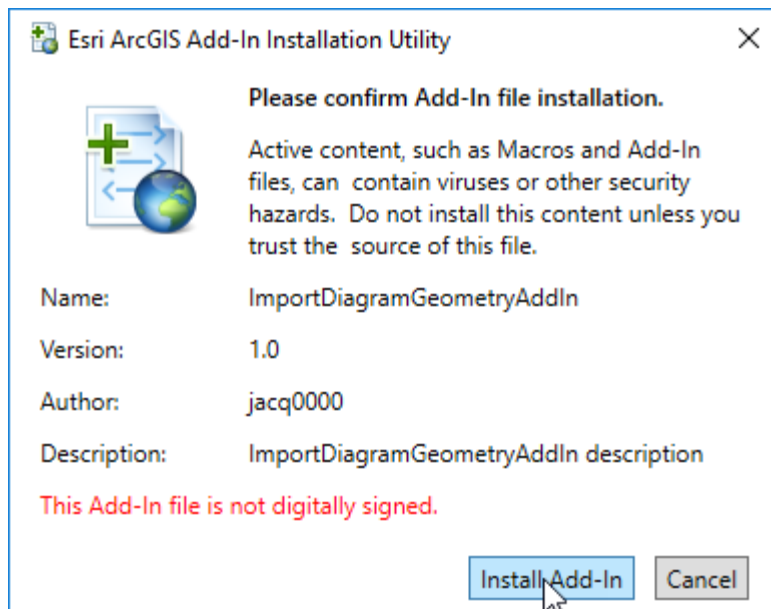 Esri ArcGIS Add-In Installation Utility
Please confirm Add-In file installation.
Active content, such as Macros and Add-In
files, can  contain viruses or other security
hazards.  Do not install this content unless you
trust the  source of this file.
Name: ImportDiagramGeometryAddIn
Version: 1.0
Author: jacq0000
Description: ImportDiagramGeometryAddIn description
This Add-In file is not digitally signed.
Install Add-In Cancel